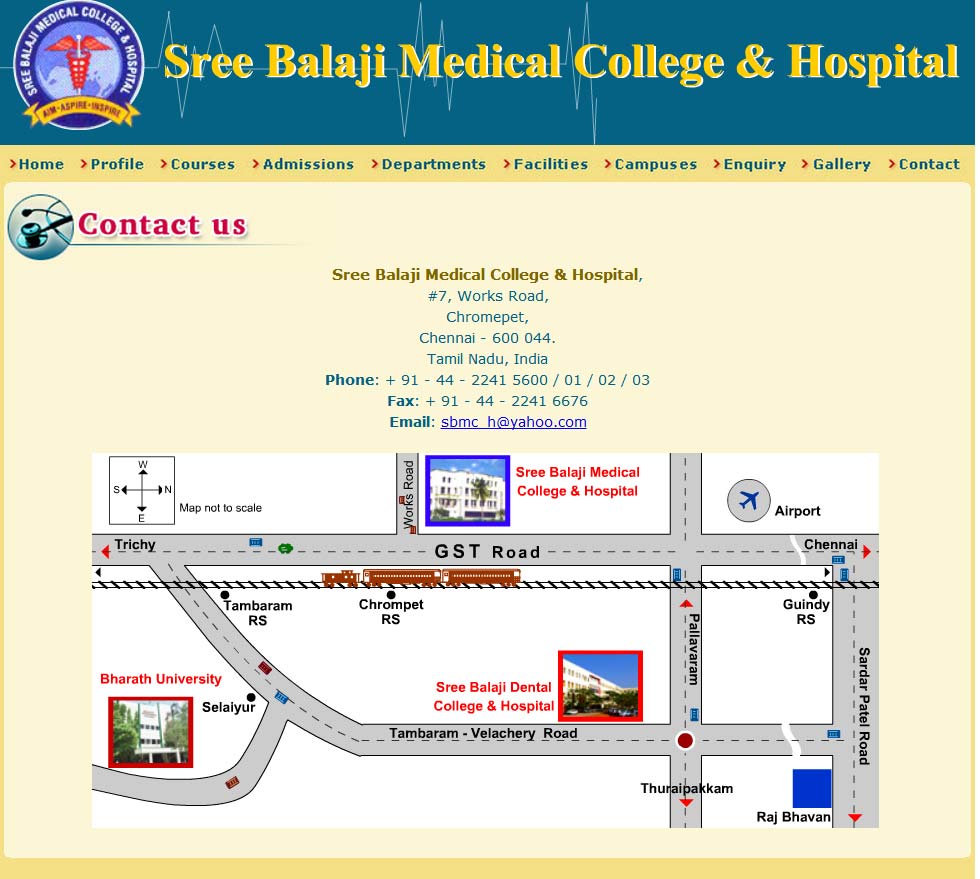 SREE BALAJI MEDICAL COLLEGE & HOSPITAL
AIM-ASPIRE-INSPIRE
Sree Balaji Medical College & Hospital
Home Profile Courses Admissions Departments Facilities Campuses Enquiry Gallery Contact
Contact us
Sree Balaji Medical College & Hospital,
#7, Works Road,
Chromepet,
Chennai - 600 044.
Tamil Nadu, India
Phone: + 91 - 44 - 2241 5600 / 01 / 02 / 03
Fax: + 91 - 44 - 2241 6676
Email: sbmc_h@yahoo.com
W
S N
E
Map not to scale
Works Road
Sree Balaji Medical
College & Hospital
Airport
Trichy
GST Road
Chennai
Tambaram
RS
Chrompet
RS
Guindy
RS
Pallavaram
Sardar Patel Road
Bharath University
Selaiyur
Sree Balaji Dental
College & Hospital
Tambaram - Velachery Road
Thuraipakkam
Raj Bhavan